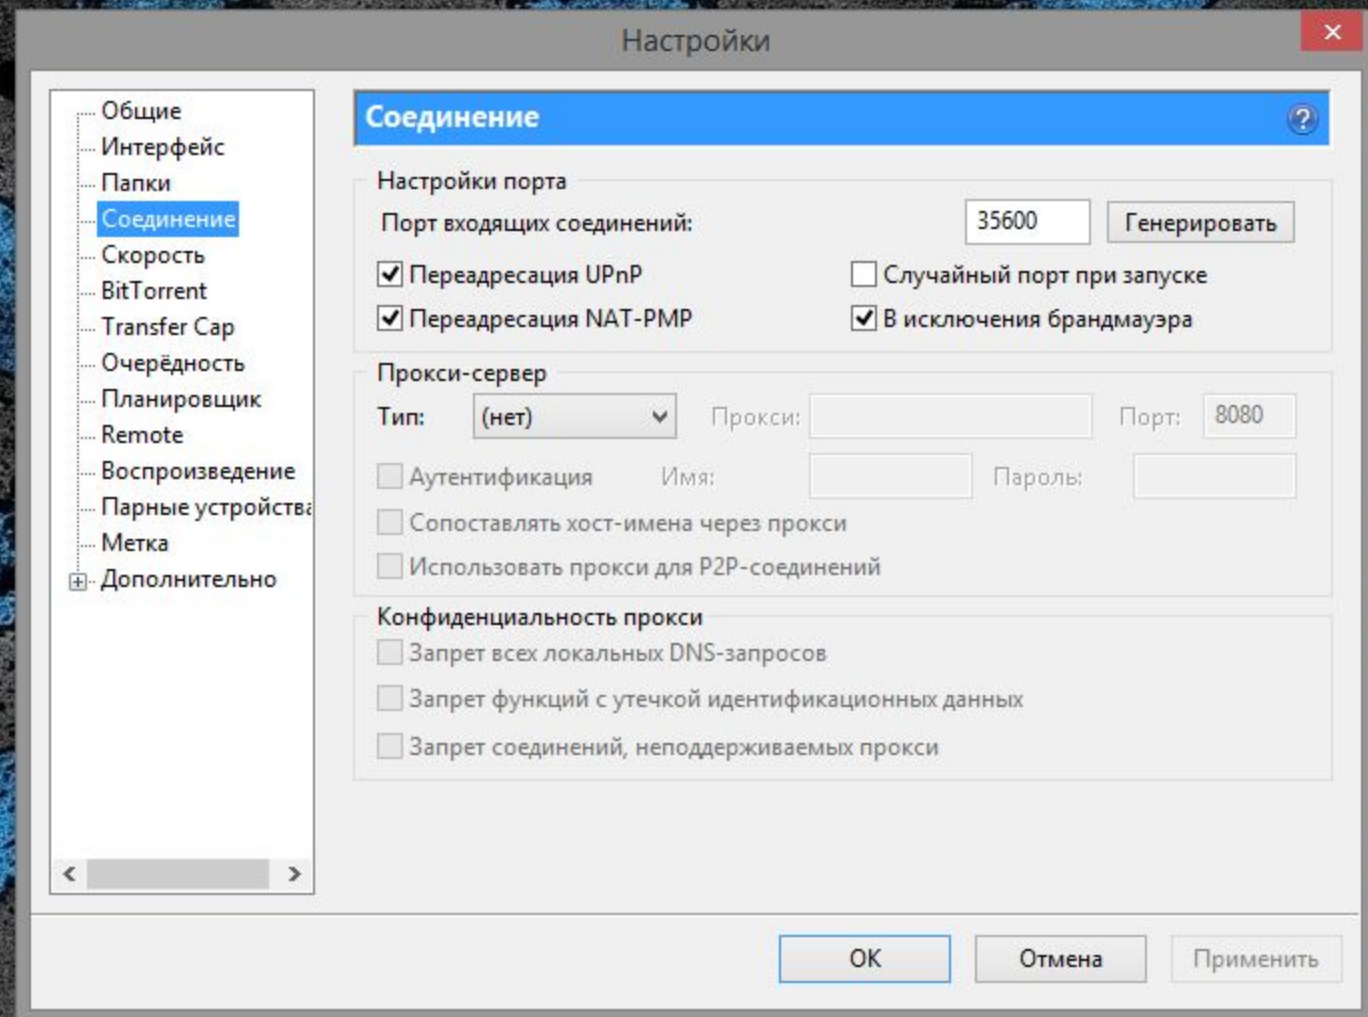 Настройки
Общие
Интерфейс
Папки
Соединение
Скорость
BitTorrent
Transfer Cap
Очерёдность
Планировщик
Remote
Воспроизведение
Парные устройства
Метка
Дополнительно
Соединение
Настройки порта
Порт входящих соединений: 35600 Генерировать
Переадресация UPnP Случайный порт при запуске
Переадресация NAT-PMP В исключения брандмауэра
Прокси-сервер
Тип: (нет) Прокси: Порт: 8080
Аутентификация Имя: Пароль:
Сопоставлять хост-имена через прокси
Использовать прокси для P2P-соединений
Конфиденциальность прокси
Запрет всех локальных DNS-запросов
Запрет функций с утечкой идентификационных данных
Запрет соединений, неподдерживаемых прокси
OK Отмена Применить